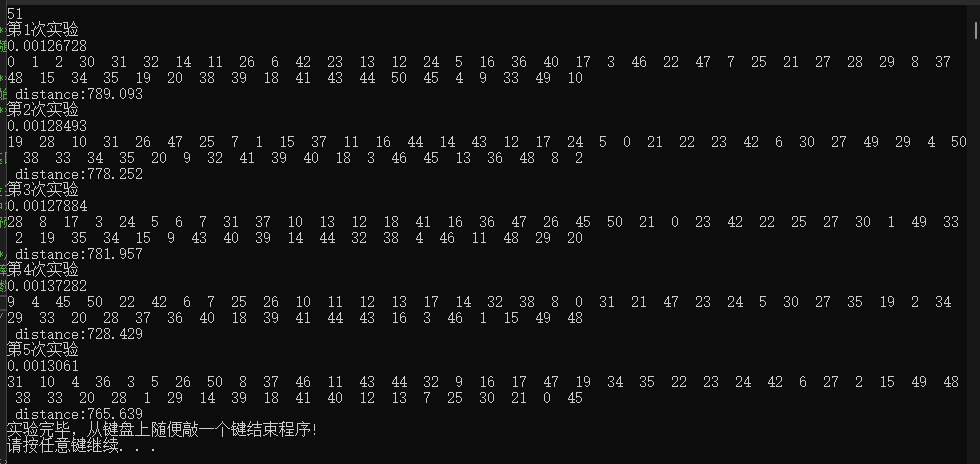 51
第1次实验
0.00126728
0 1 2 30 31 32 14 11 26 6 42 23 13 12 24 5 16 36 40 17 3 46 22 47 7 25 21 27 28 29 8 37
48 15 34 35 19 20 38 39 18 41 43 44 50 45 4 9 33 49 10
distance:789.093
第2次实验
0.00128493
19 28 10 31 26 47 25 7 1 15 37 11 16 44 14 43 12 17 24 5 0 21 22 23 42 6 30 27 49 29 4 50
38 33 34 35 20 9 32 41 39 40 18 3 46 45 13 36 48 8 2
distance:778.252
第3次实验
0.00127884
28 8 17 3 24 5 6 7 31 37 10 13 12 18 41 16 36 47 26 45 50 21 0 23 42 22 25 27 30 1 49 33
2 19 35 34 15 9 43 40 39 14 44 32 38 4 46 11 48 29 20
distance:781.957
第4次实验
0.00137282
9 4 45 50 22 42 6 7 25 26 10 11 12 13 17 14 32 38 8 0 31 21 47 23 24 5 30 27 35 19 2 34
29 33 20 28 37 36 40 18 39 41 44 43 16 3 46 1 15 49 48
distance:728.429
第5次实验
0.0013061
31 10 4 36 3 5 26 50 8 37 46 11 43 44 32 9 16 17 47 19 34 35 22 23 24 42 6 27 2 15 49 48
38 33 20 28 1 29 14 39 18 41 40 12 13 7 25 30 21 0 45
distance:765.639
实验完毕, 从键盘上随便敲一个键结束程序!
请按任意键继续. . .